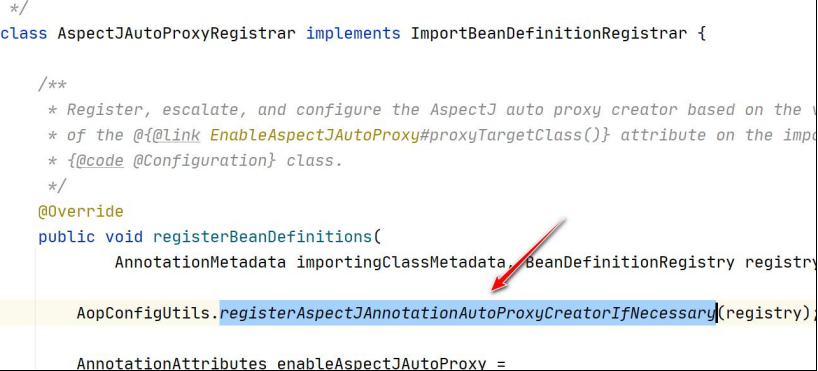 */
class AspectJAutoProxyRegistrar implements ImportBeanDefinitionRegistrar {
/**
* Register, escalate, and configure the AspectJ auto proxy creator based on the
* of the @{@link EnableAspectJAutoProxy#proxyTargetClass()} attribute on the
* {@code @Configuration} class.
*/
@Override
public void registerBeanDefinitions(
AnnotationMetadata importingClassMetadata, BeanDefinitionRegistry registry
AopConfigUtils.registerAspectJAnnotationAutoProxyCreatorIfNecessary(registry);
AnnotationAttributes enableAspectJAutoProxy =